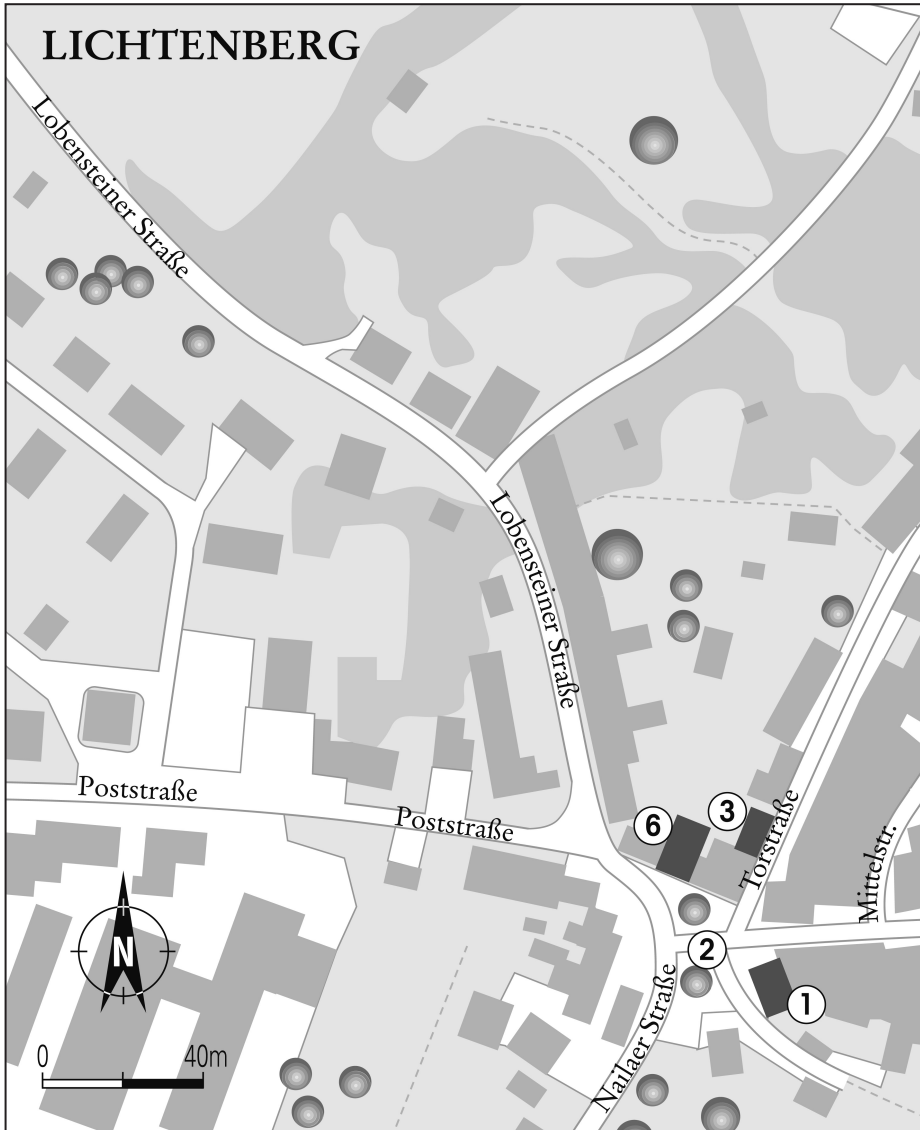 LICHTENBERG
Lobensteiner Straße
Lobensteiner Straße
Poststraße
Poststraße
6
3
Torstraße
Mittelstr.
N
2
1
Nailaer Straße
0 40m